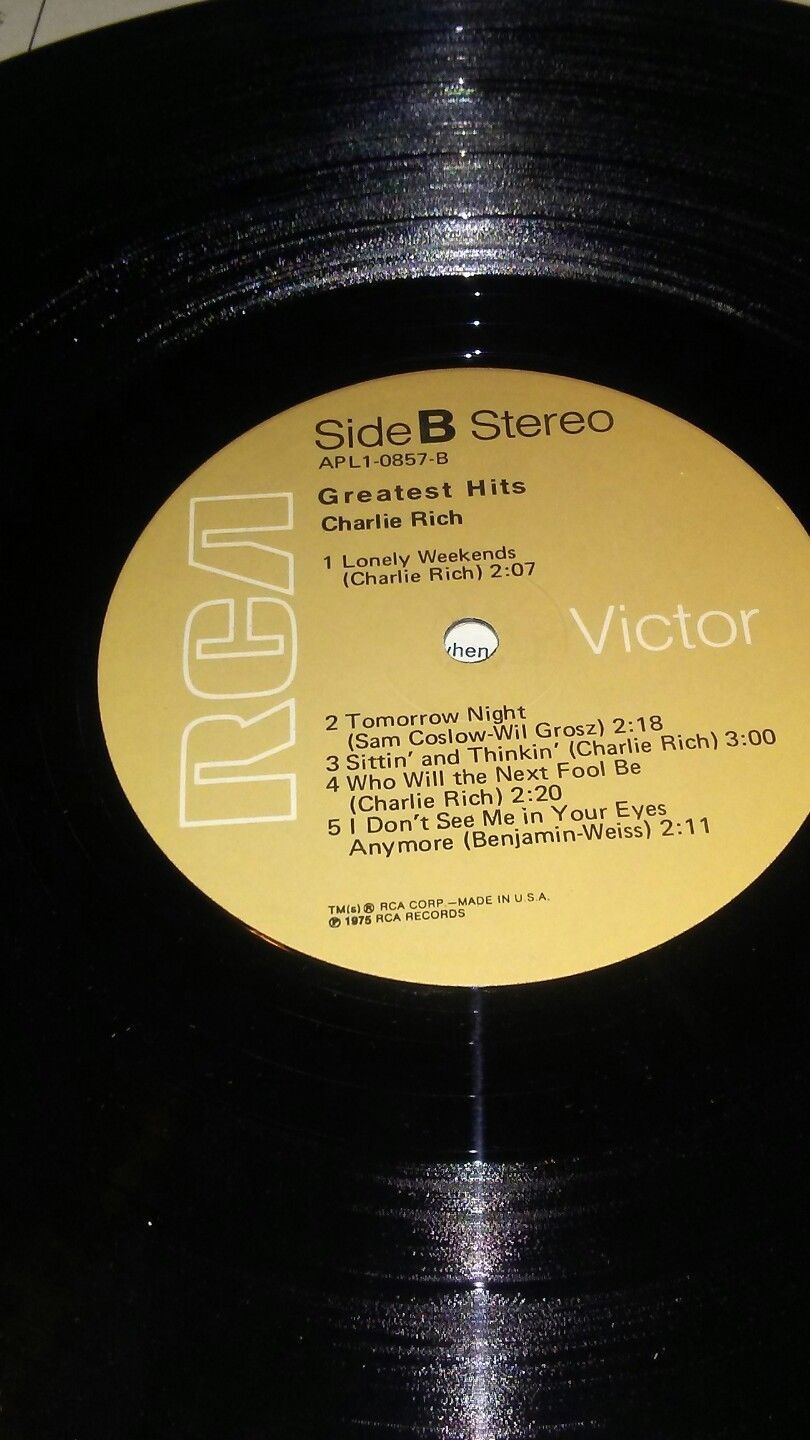 Side B Stereo
APL1-0857-B
Greatest Hits
Charlie Rich
1 Lonely Weekends
(Charlie Rich) 2:07
RCA
Victor
when
2 Tomorrow Night
(Sam Coslow-Wil Grosz) 2:18
3 Sittin' and Thinkin' (Charlie Rich) 3:00
4 Who Will the Next Fool Be
(Charlie Rich) 2:20
5 I Don't See Me in Your Eyes
Anymore (Benjamin-Weiss) 2:11
TM(s) ® RCA CORP.—MADE IN U.S.A.
℗ 1975 RCA RECORDS